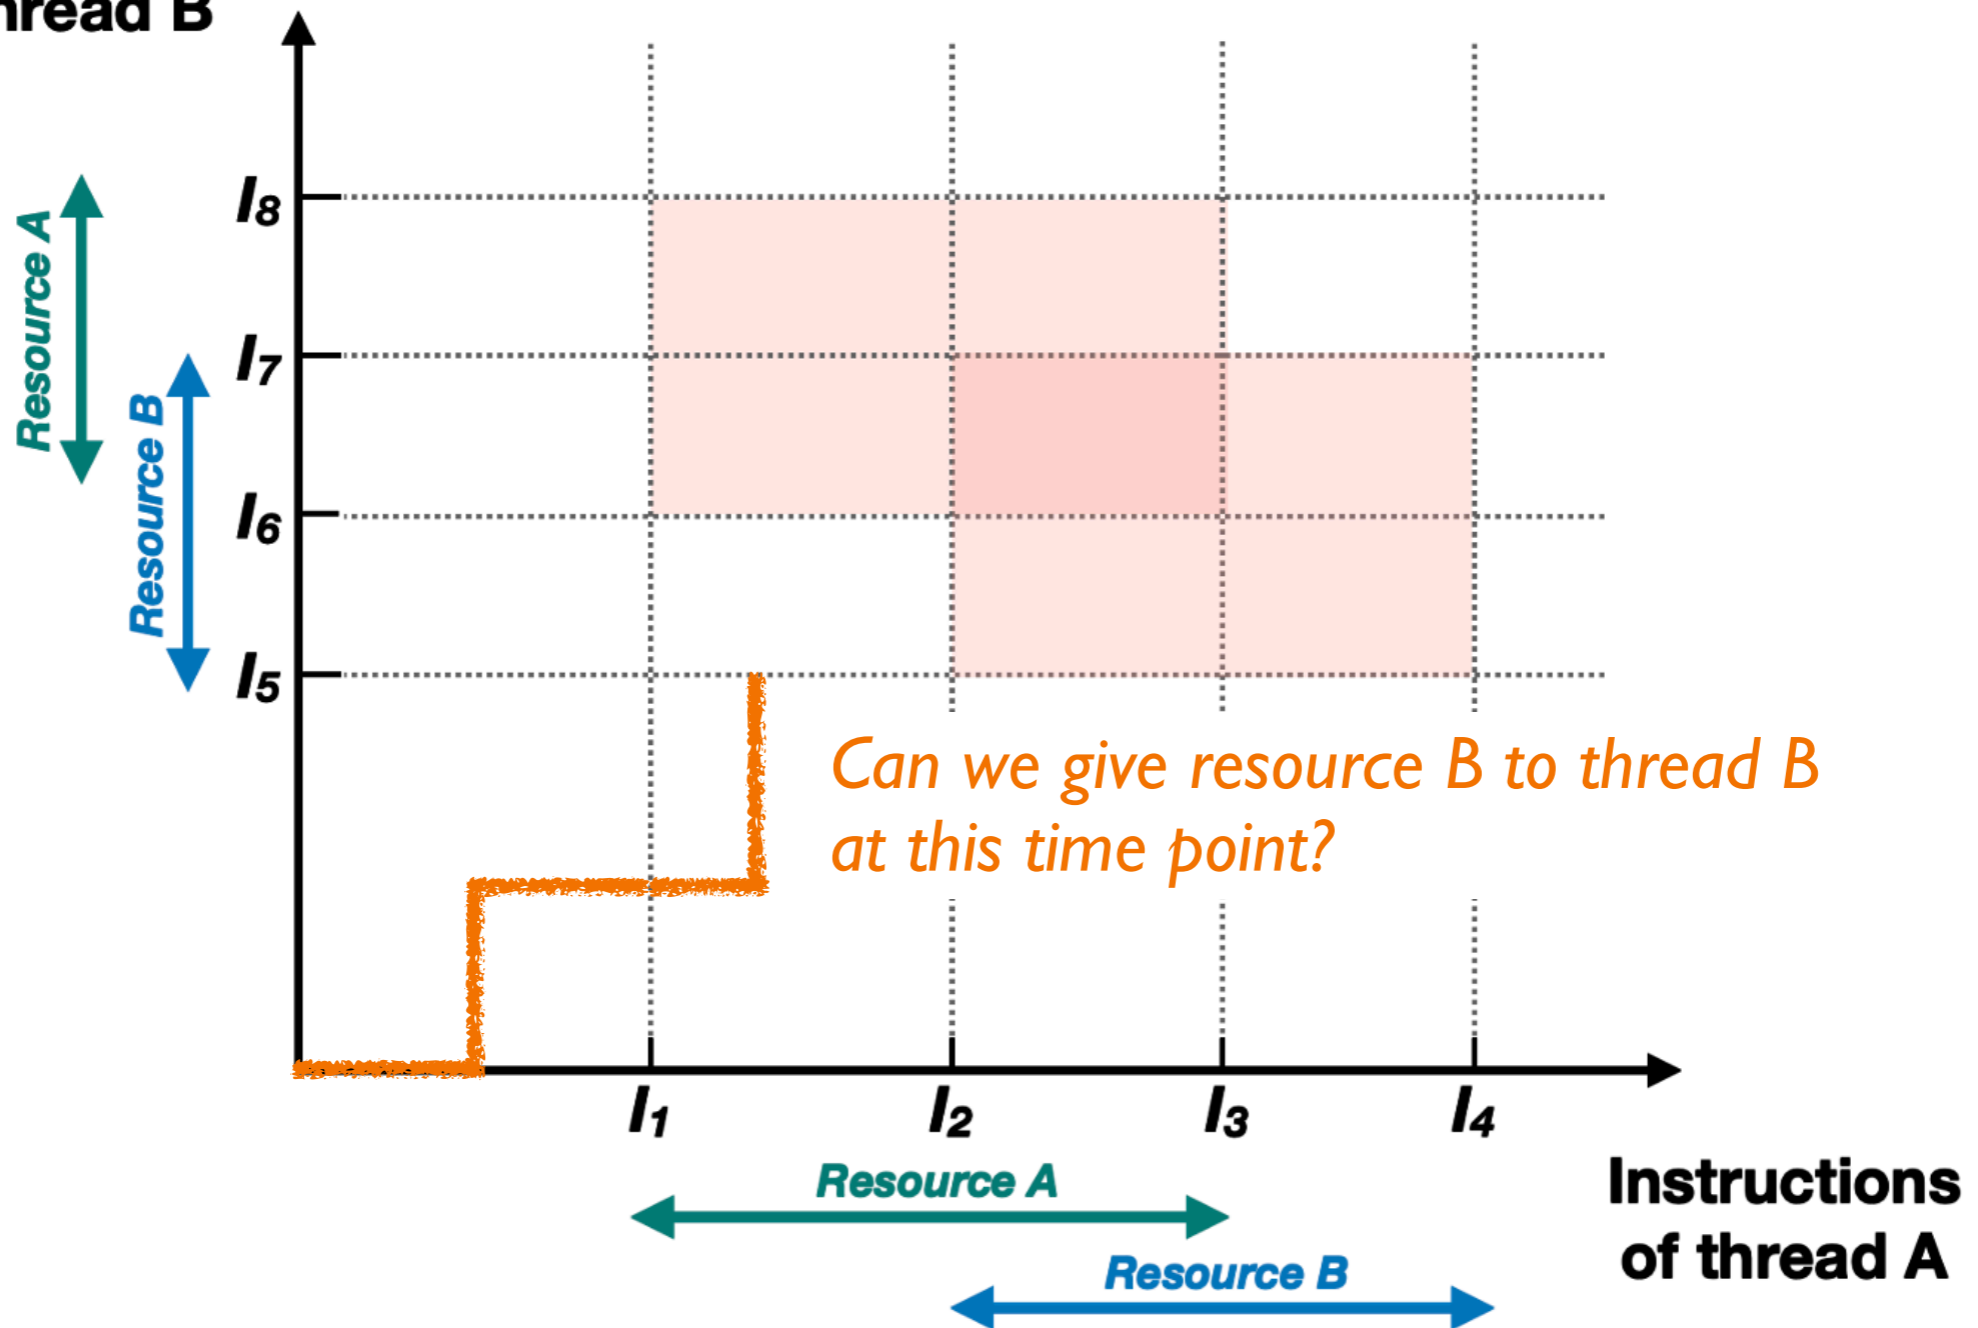 B
I8
Resource A
I7
Resource B
I6
I5
Can we give resource B to thread B
at this time point?
I1 I2 I3 I4
Resource A
Instructions
of thread A
Resource B